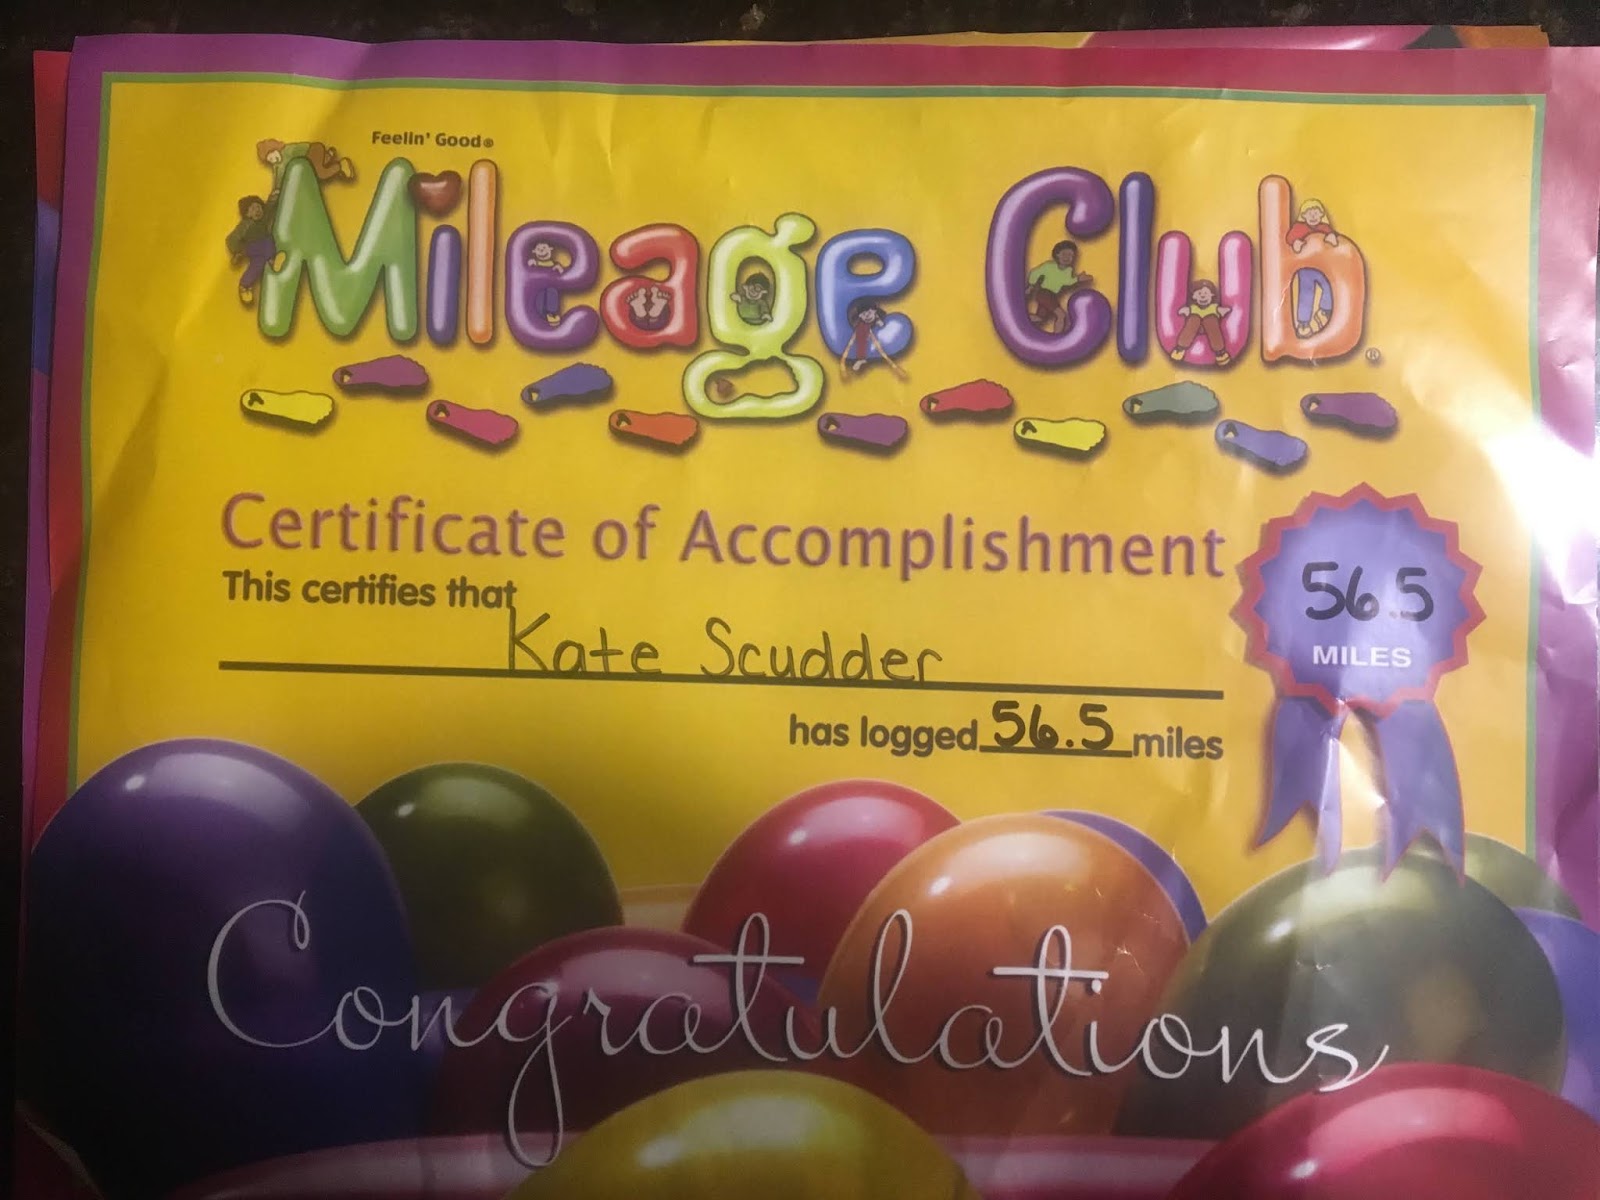 Feelin' Good®
Mileage Club®
Certificate of Accomplishment
This certifies that
Kate Scudder
has logged 56.5 miles
56.5
MILES
Congratulations